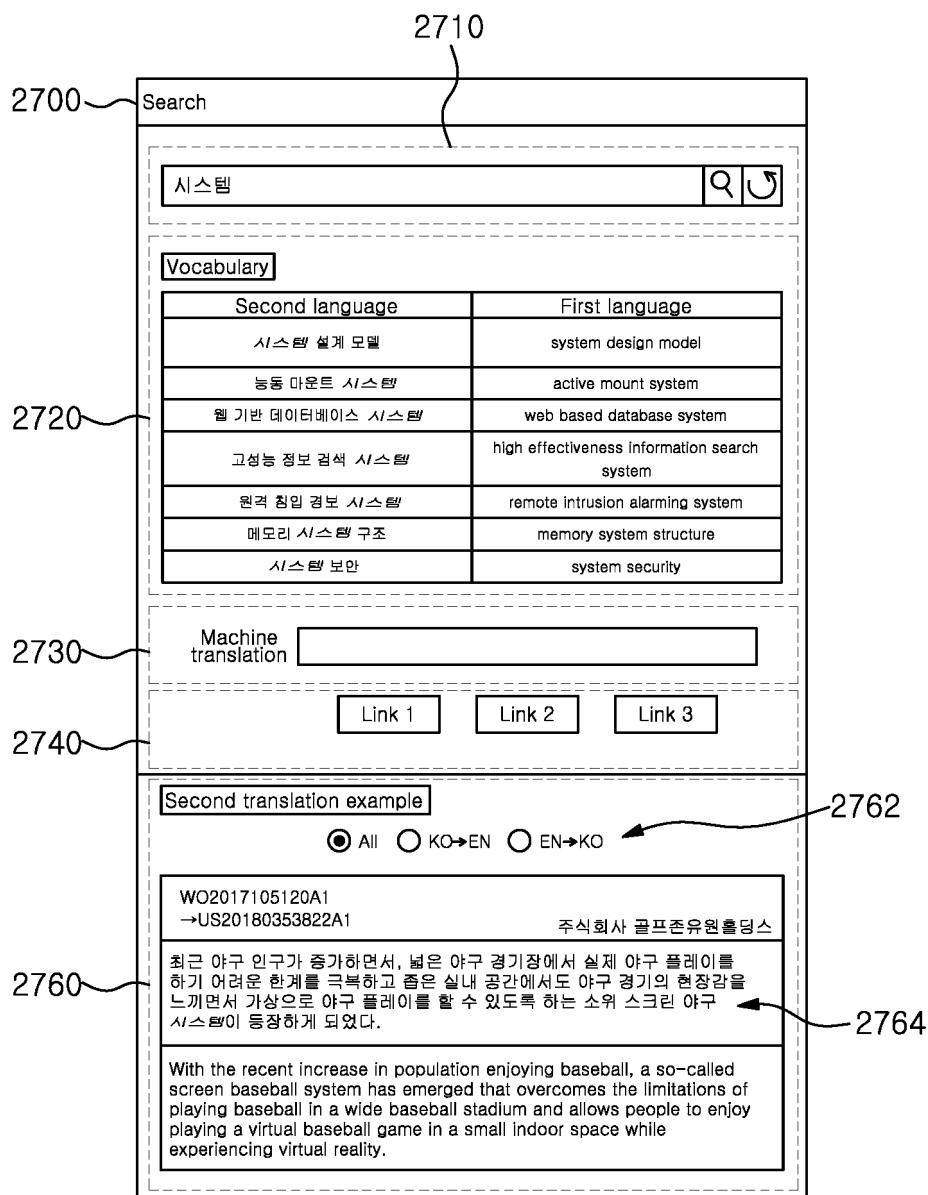 2710
2700
Search
시스템
Vocabulary
Second language First language
시스템 설계 모델 system design model
능동 마운트 시스템 active mount system
2720
웹 기반 데이터베이스 시스템 web based database system
고성능 정보 검색 시스템 high effectiveness information search
system
원격 침입 경보 시스템 remote intrusion alarming system
메모리 시스템 구조 memory system structure
시스템 보안 system security
2730
Machine
translation
Link 1 Link 2 Link 3
2740
Second translation example
2762
All KO→EN EN→KO
WO2017105120A1
→US20180353822A1
주식회사 골프존유원홀딩스
2760
최근 야구 인구가 증가하면서, 넓은 야구 경기장에서 실제 야구 플레이를
하기 어려운 한계를 극복하고 좁은 실내 공간에서도 야구 경기의 현장감을
느끼면서 가상으로 야구 플레이를 할 수 있도록 하는 소위 스크린 야구
시스템이 등장하게 되었다.
2764
With the recent increase in population enjoying baseball, a so-called
screen baseball system has emerged that overcomes the limitations of
playing baseball in a wide baseball stadium and allows people to enjoy
playing a virtual baseball game in a small indoor space while
experiencing virtual reality.